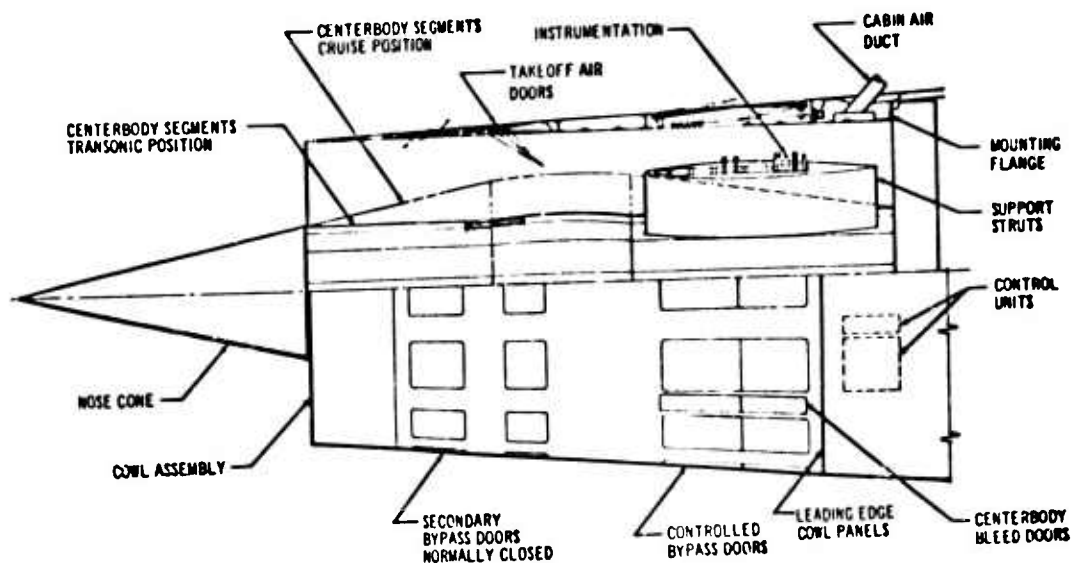 CENTERBODY SEGMENTS
CRUISE POSITION
INSTRUMENTATION
CABIN AIR
DUCT
TAKEOFF AIR
DOORS
CENTERBODY SEGMENTS
TRANSONIC POSITION
MOUNTING
FLANGE
SUPPORT
STRUTS
CONTROL
UNITS
NOSE CONE
COWL ASSEMBLY
SECONDARY
BYPASS DOORS
NORMALLY CLOSED
CONTROLLED
BYPASS DOORS
LEADING EDGE
COWL PANELS
CENTERBODY
BLEED DOORS